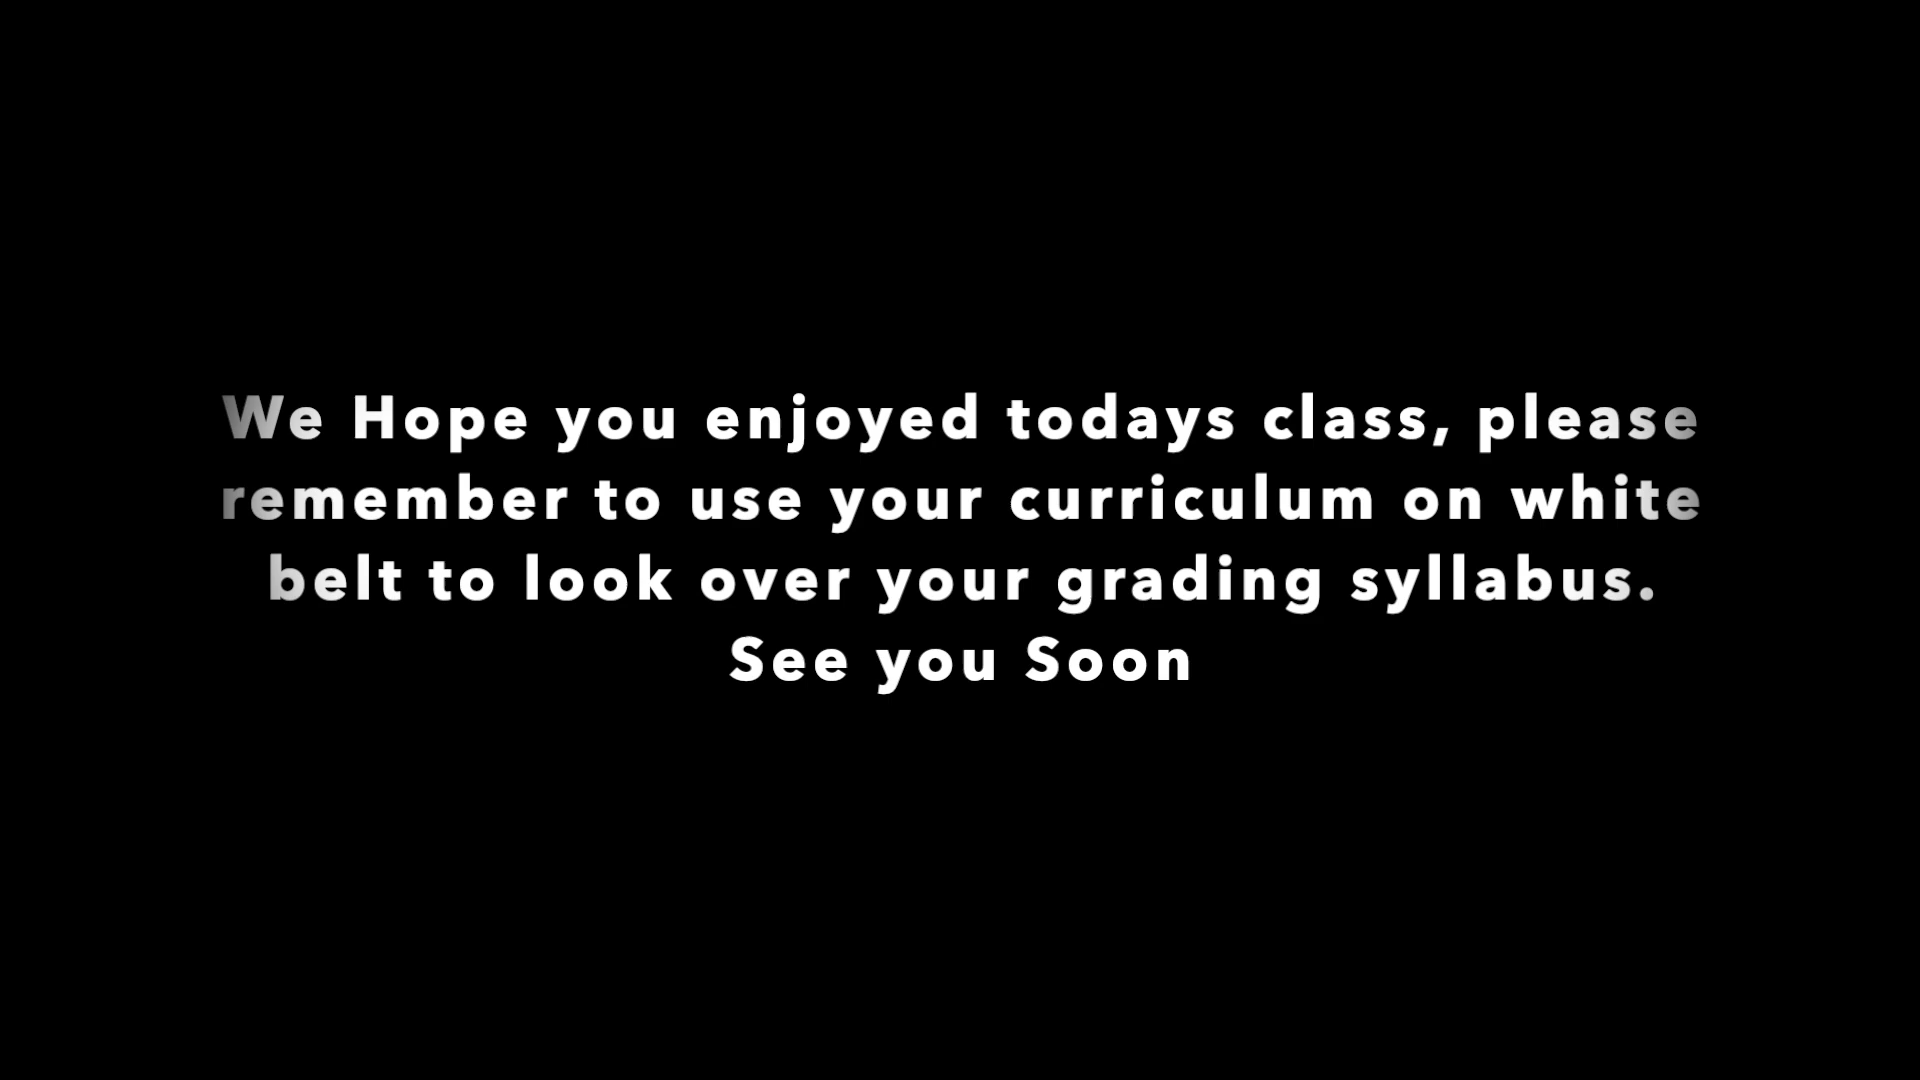 We Hope you enjoyed todays class, please
remember to use your curriculum on white
belt to look over your grading syllabus.
See you Soon